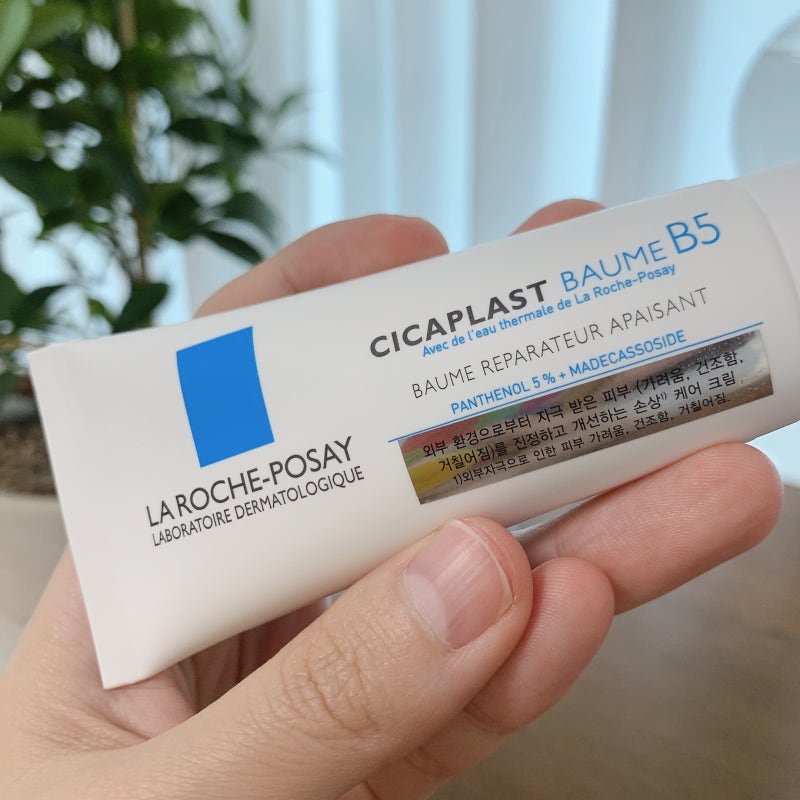 LA ROCHE-POSAY
LABORATOIRE DERMATOLOGIQUE
CICAPLAST BAUME B5
Avec de l'eau thermale de La Roche-Posay
BAUME REPARATEUR APAISANT
PANTHENOL 5 % + MADECASSOSIDE
외부 환경으로부터 자극 받은 피부 (가려움, 건조함,
거칠어짐)를 진정하고 개선하는 손상¹⁾ 케어 크림
1)외부자극으로 인한 피부 가려움, 건조함, 거칠어짐.